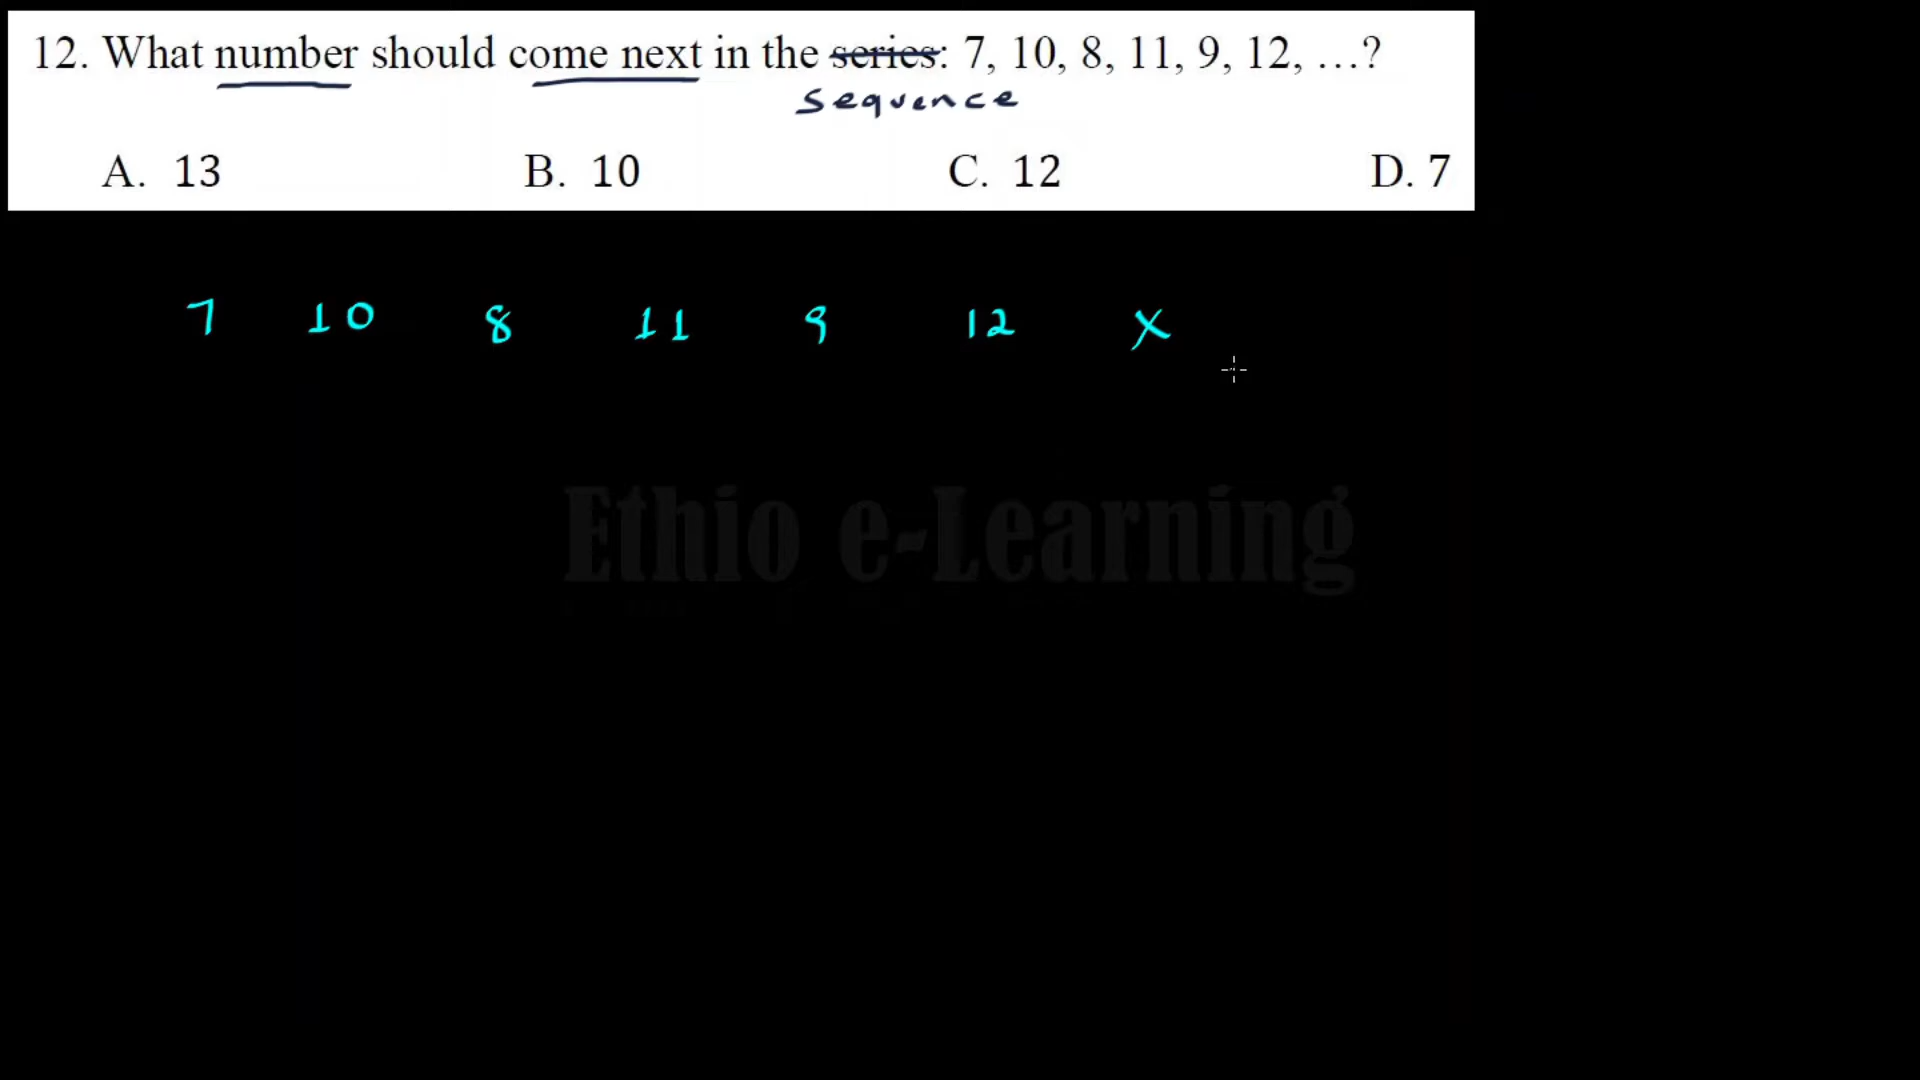 12. What number should come next in the series: 7, 10, 8, 11, 9, 12, …?
sequence
A. 13 B. 10 C. 12 D. 7
7 10 8 11 9 12 x
Ethio e-Learning